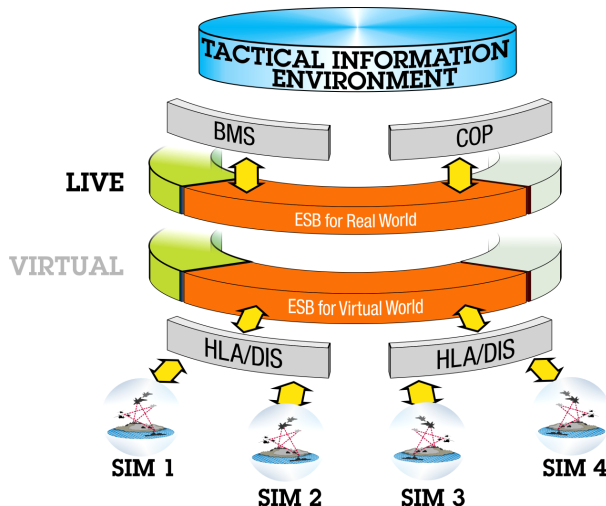 TACTICAL INFORMATION
ENVIRONMENT
BMS
COP
LIVE
ESB for Real World
VIRTUAL
ESB for Virtual World
HLA/DIS
HLA/DIS
SIM 1
SIM 2
SIM 3
SIM 4